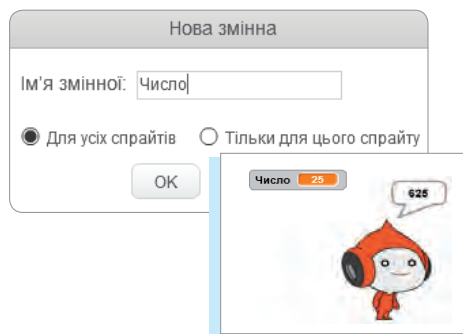 Нова змінна
Ім'я змінної: Число
Для усіх спрайтів Тільки для цього спрайту
OK
Число 25
625